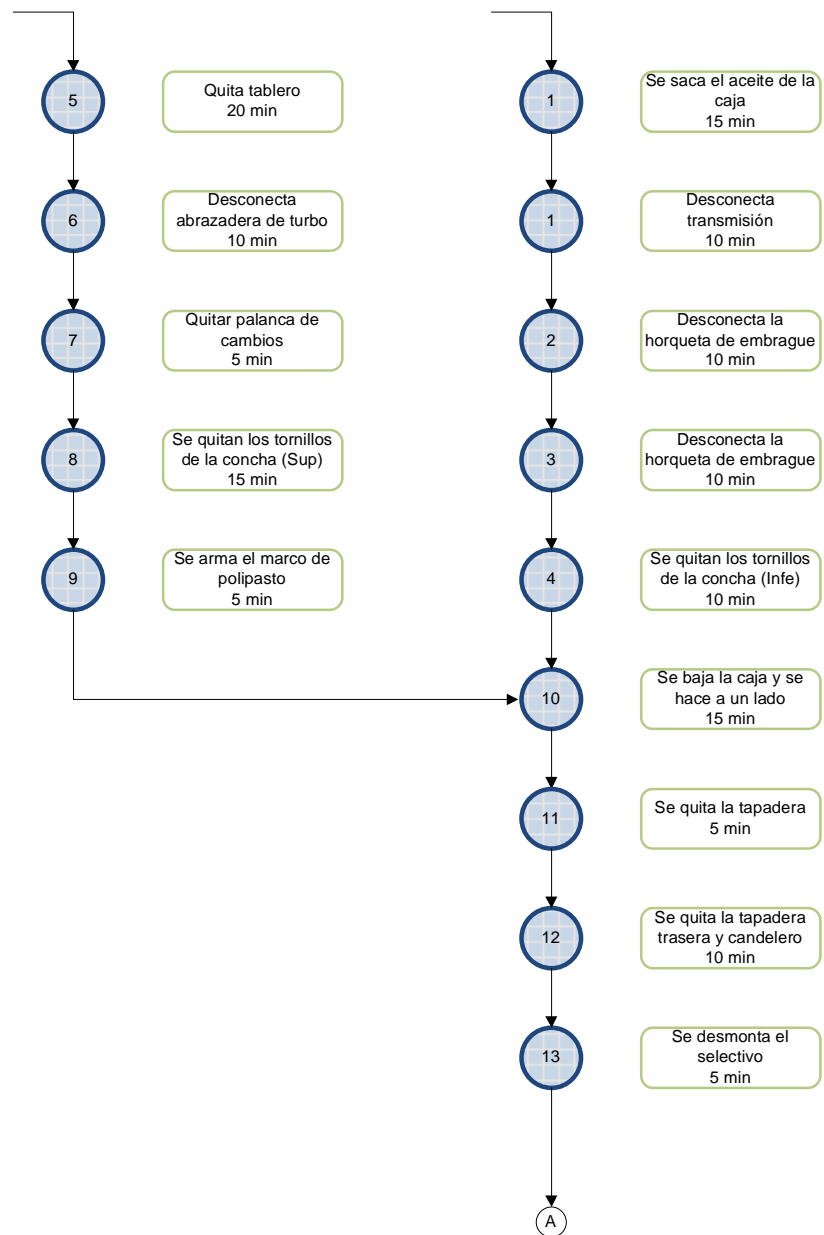 5
Quita tablero
20 min
6
Desconecta
abrazadera de turbo
10 min
7
Quitar palanca de
cambios
5 min
8
Se quitan los tornillos
de la concha (Sup)
15 min
9
Se arma el marco de
polipasto
5 min
1
Se saca el aceite de la
caja
15 min
1
Desconecta
transmisión
10 min
2
Desconecta la
horqueta de embrague
10 min
3
Desconecta la
horqueta de embrague
10 min
4
Se quitan los tornillos
de la concha (Infe)
10 min
10
Se baja la caja y se
hace a un lado
15 min
11
Se quita la tapadera
5 min
12
Se quita la tapadera
trasera y candelero
10 min
13
Se desmonta el
selectivo
5 min
A